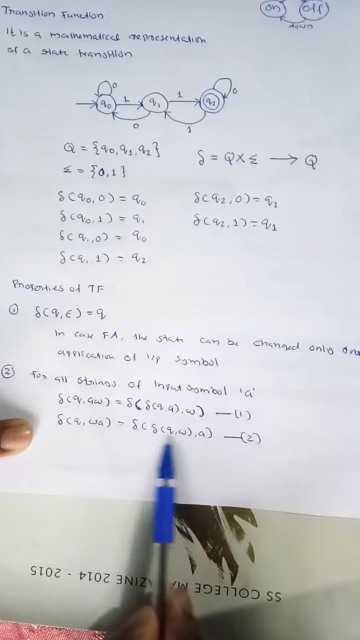 Transition Function
It is a mathematical representation
of a state transition
on off
down
0 0
q0 1 q1 1 q2
0 1
Q = {q0,q1,q2}
Σ = {0,1}
δ = Q×Σ ⟶ Q
δ(q0,0) = q0
δ(q0,1) = q1
δ(q1,0) = q0
δ(q1,1) = q2
δ(q2,0) = q2
δ(q2,1) = q1
Properties of TF
① δ(q,ε) = q
In case FA, the state can be changed only
application of i/p symbol
② For all strings of Input symbol 'a'
δ(q,aw) = δ(δ(q,a),w) —(1)
δ(q,wa) = δ(δ(q,w),a) —(2)
SS COLLEGE MAGAZINE 2014 - 2015